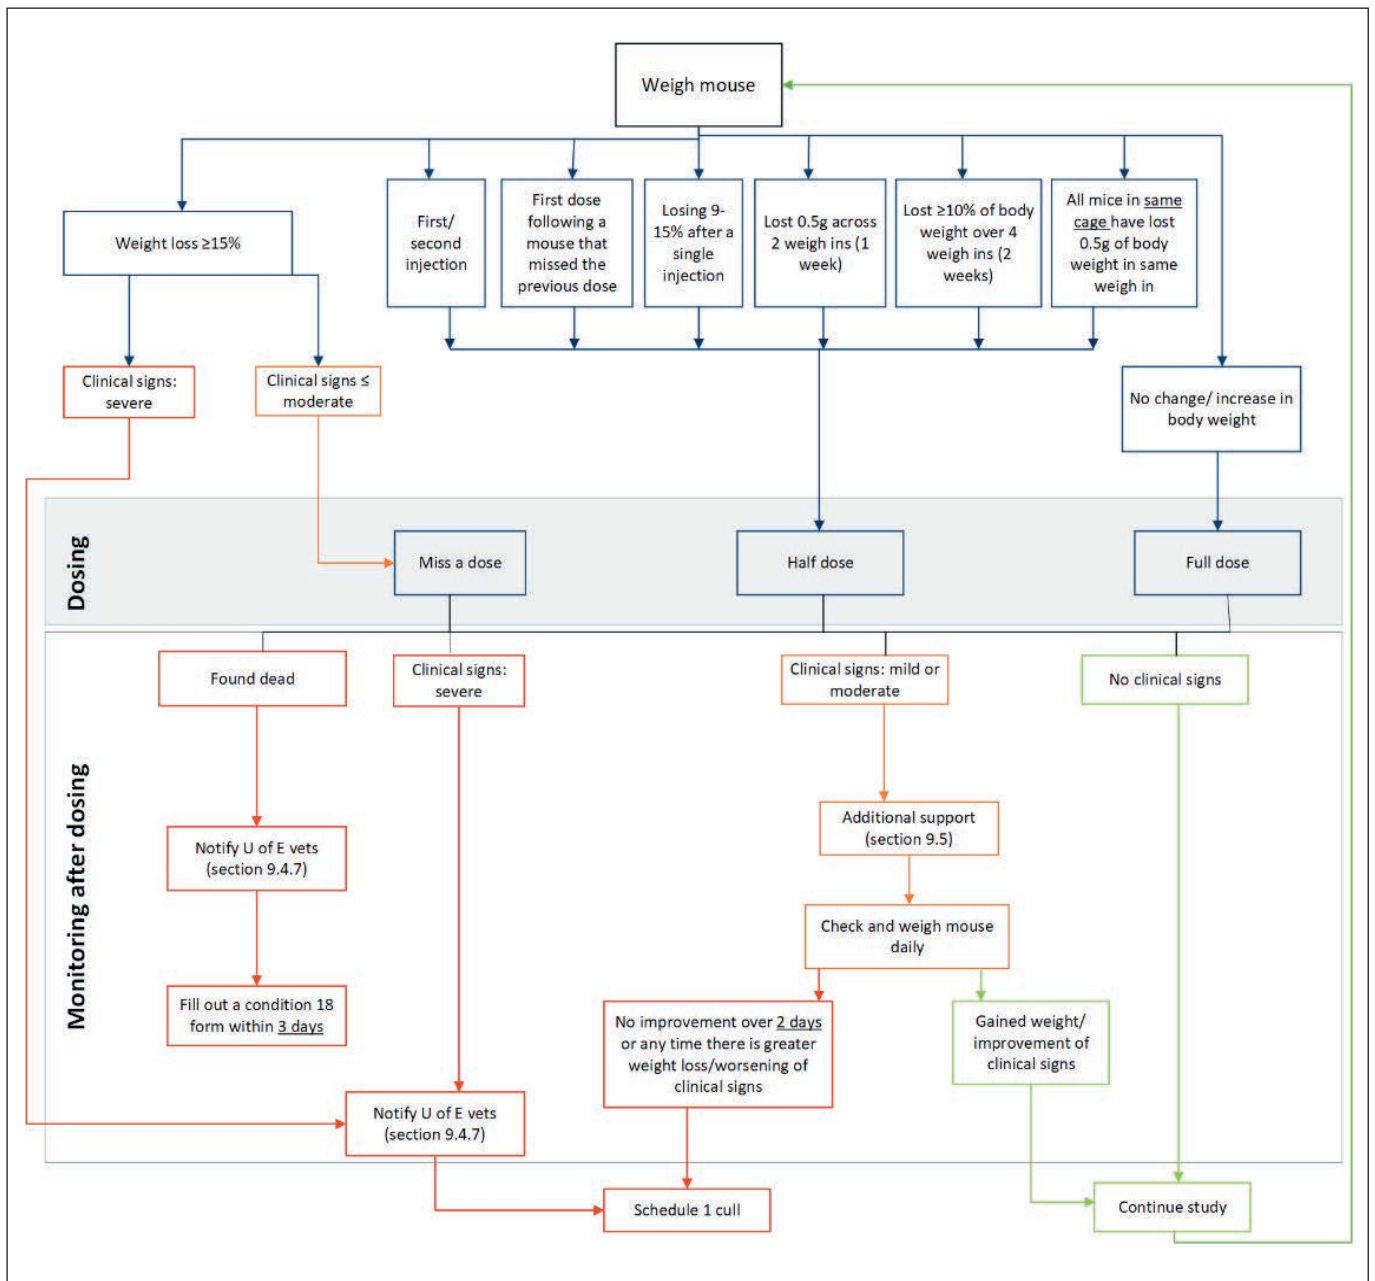 Weigh mouse
Weight loss ≥15%
First/
second
injection
First dose
following a
mouse that
missed the
previous dose
Losing 9-
15% after a
single
injection
Lost 0.5g across
2 weigh ins (1
week)
Lost ≥10% of body
weight over 4
weigh ins (2
weeks)
All mice in same
cage have lost
0.5g of body
weight in same
weigh in
Clinical signs:
severe
Clinical signs ≤
moderate
No change/ increase in
body weight
Dosing
Miss a dose
Half dose
Full dose
Monitoring after dosing
Found dead
Clinical signs:
severe
Clinical signs: mild or
moderate
No clinical signs
Notify U of E vets
(section 9.4.7)
Additional support
(section 9.5)
Check and weigh mouse
daily
Fill out a condition 18
form within 3 days
No improvement over 2 days
or any time there is greater
weight loss/worsening of
clinical signs
Gained weight/
improvement of
clinical signs
Notify U of E vets
(section 9.4.7)
Schedule 1 cull
Continue study